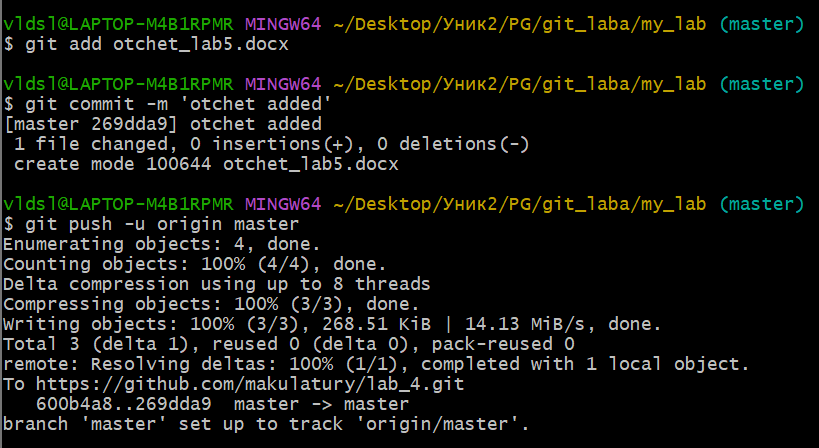 vldsl@LAPTOP-M4B1RPMR MINGW64 ~/Desktop/Уник2/PG/git_laba/my_lab (master)
$ git add otchet_lab5.docx
vldsl@LAPTOP-M4B1RPMR MINGW64 ~/Desktop/Уник2/PG/git_laba/my_lab (master)
$ git commit -m 'otchet added'
[master 269dda9] otchet added
1 file changed, 0 insertions(+), 0 deletions(-)
create mode 100644 otchet_lab5.docx
vldsl@LAPTOP-M4B1RPMR MINGW64 ~/Desktop/Уник2/PG/git_laba/my_lab (master)
$ git push -u origin master
Enumerating objects: 4, done.
Counting objects: 100% (4/4), done.
Delta compression using up to 8 threads
Compressing objects: 100% (3/3), done.
Writing objects: 100% (3/3), 268.51 KiB | 14.13 MiB/s, done.
Total 3 (delta 1), reused 0 (delta 0), pack-reused 0
remote: Resolving deltas: 100% (1/1), completed with 1 local object.
To https://github.com/makulatury/lab_4.git
600b4a8..269dda9  master -> master
branch 'master' set up to track 'origin/master'.